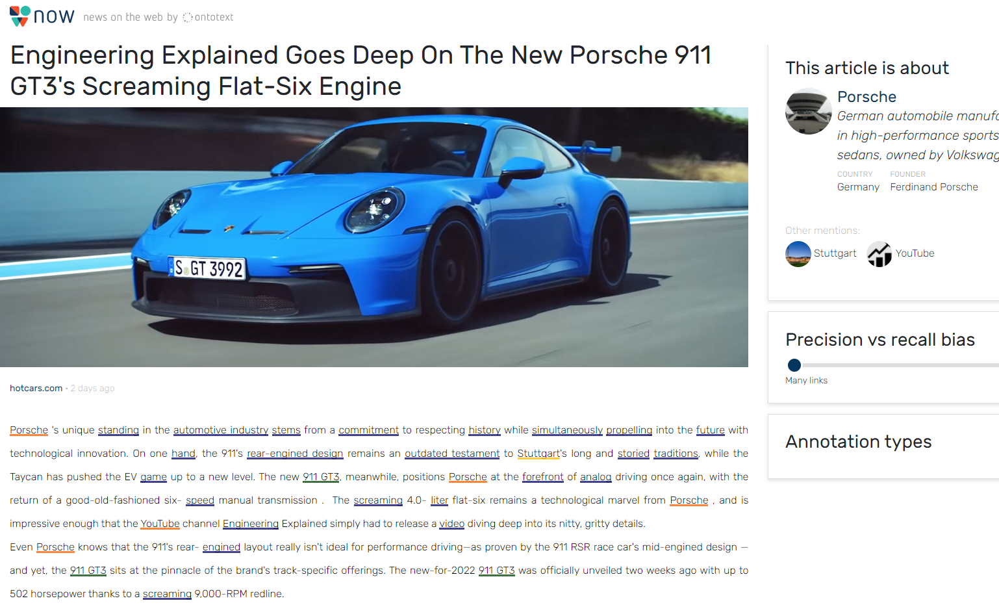 now news on the web by ontotext
Engineering Explained Goes Deep On The New Porsche 911
GT3's Screaming Flat-Six Engine
S GT 3992
hotcars.com • 2 days ago
Porsche 's unique standing in the automotive industry stems from a commitment to respecting history while simultaneously propelling into the future with
technological innovation. On one hand, the 911's rear-engined design remains an outdated testament to Stuttgart's long and storied traditions, while the
Taycan has pushed the EV game up to a new level. The new 911 GT3, meanwhile, positions Porsche at the forefront of analog driving once again, with the
return of a good-old-fashioned six- speed manual transmission . The screaming 4.0- liter flat-six remains a technological marvel from Porsche , and is
impressive enough that the YouTube channel Engineering Explained simply had to release a video diving deep into its nitty, gritty details.
Even Porsche knows that the 911's rear- engined layout really isn't ideal for performance driving—as proven by the 911 RSR race car's mid-engined design —
and yet, the 911 GT3 sits at the pinnacle of the brand's track-specific offerings. The new-for-2022 911 GT3 was officially unveiled two weeks ago with up to
502 horsepower thanks to a screaming 9,000-RPM redline.
This article is about
Porsche
German automobile manufa
in high-performance sports
sedans, owned by Volkswag
COUNTRY FOUNDER
Germany Ferdinand Porsche
Other mentions:
Stuttgart YouTube
Precision vs recall bias
Many links
Annotation types